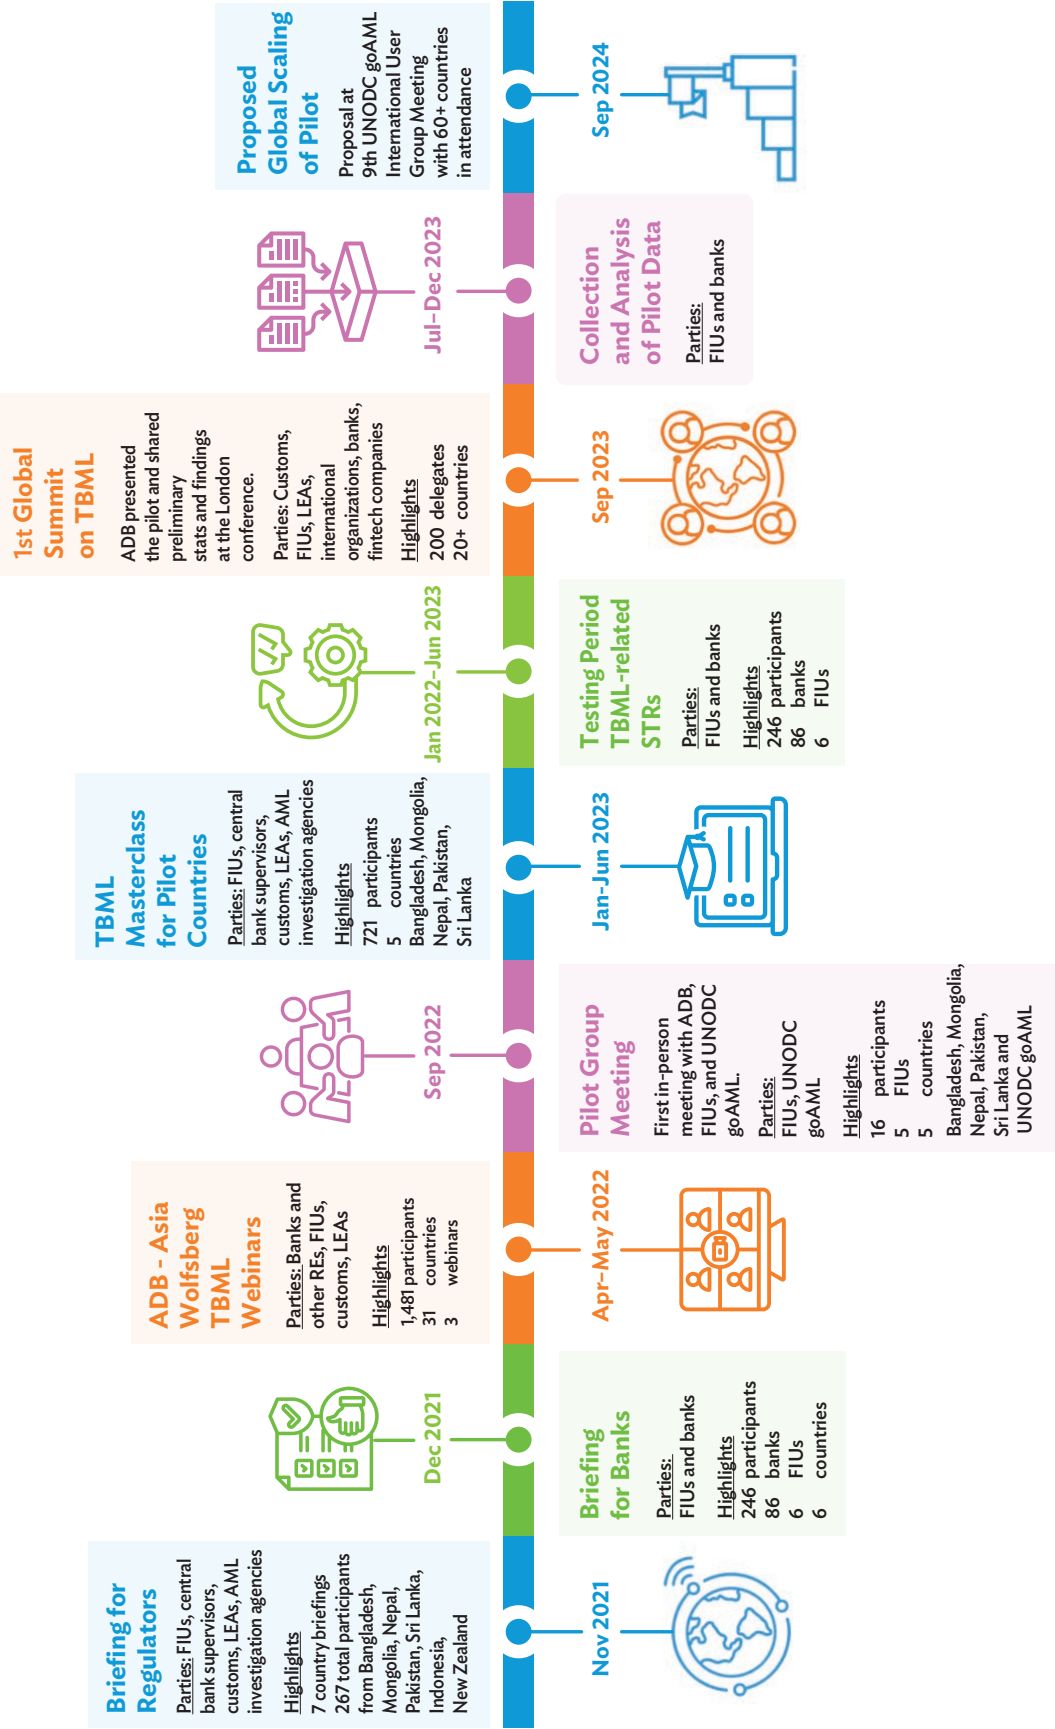 Briefing for
Regulators
Parties: FIUs, central
bank supervisors,
customs, LEAs, AML
investigation agencies
Highlights
7 country briefings
267 total participants
from Bangladesh,
Mongolia, Nepal,
Pakistan, Sri Lanka,
Indonesia,
New Zealand
Nov 2021
Dec 2021
Briefing
for Banks
Parties:
FIUs and banks
Highlights
246 participants
86 banks
6 FIUs
6 countries
ADB - Asia
Wolfsberg
TBML
Webinars
Parties: Banks and
other REs, FIUs,
customs, LEAs
Highlights
1,481 participants
31 countries
3 webinars
Apr–May 2022
Sep 2022
Pilot Group
Meeting
First in-person
meeting with ADB,
FIUs, and UNODC
goAML.
Parties:
FIUs, UNODC
goAML
Highlights
16 participants
5 FIUs
5 countries
Bangladesh, Mongolia,
Nepal, Pakistan,
Sri Lanka and
UNODC goAML
TBML
Masterclass
for Pilot
Countries
Parties: FIUs, central
bank supervisors,
customs, LEAs, AML
investigation agencies
Highlights
721 participants
5 countries
Bangladesh, Mongolia,
Nepal, Pakistan,
Sri Lanka
Jan-Jun 2023
Jan 2022–Jun 2023
Testing Period
TBML-related
STRs
Parties:
FIUs and banks
Highlights
246 participants
86 banks
6 FIUs
1st Global
Summit
on TBML
ADB presented
the pilot and shared
preliminary
stats and findings
at the London
conference.
Parties: Customs,
FIUs, LEAs,
international
organizations, banks,
fintech companies
Highlights
200 delegates
20+ countries
Sep 2023
Jul–Dec 2023
Collection
and Analysis
of Pilot Data
Parties:
FIUs and banks
Proposed
Global Scaling
of Pilot
Proposal at
9th UNODC goAML
International User
Group Meeting
with 60+ countries
in attendance
Sep 2024